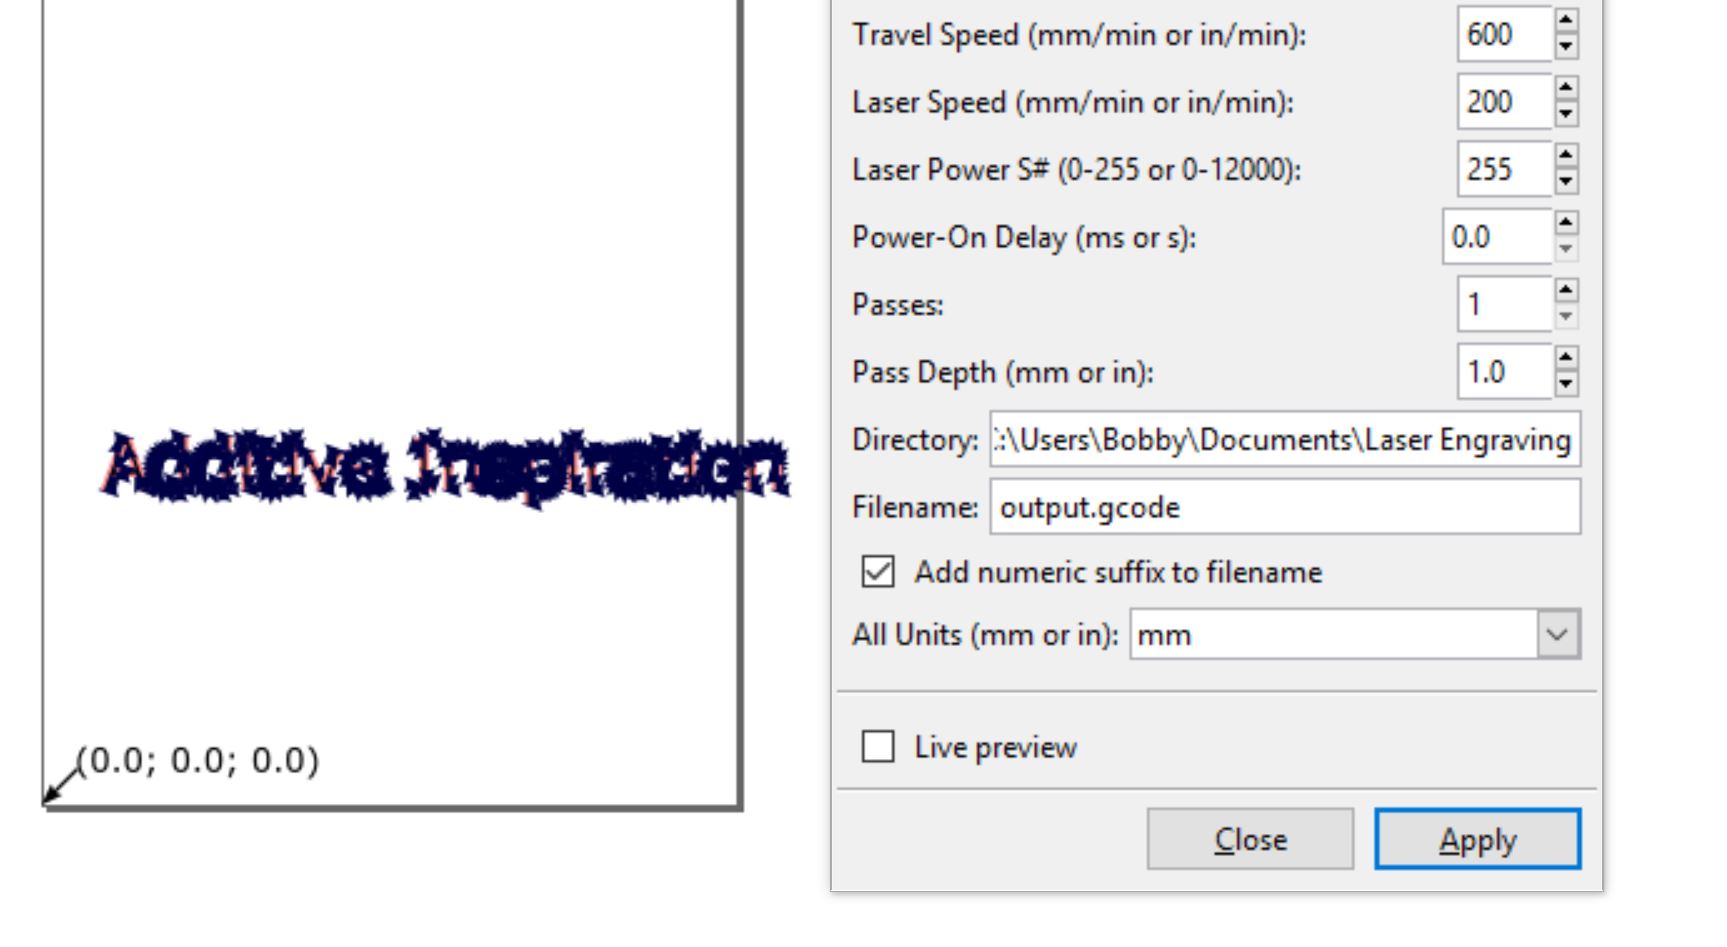 Travel Speed (mm/min or in/min): 600
Laser Speed (mm/min or in/min): 200
Laser Power S# (0-255 or 0-12000): 255
Power-On Delay (ms or s): 0.0
Passes: 1
Pass Depth (mm or in): 1.0
Directory: :\Users\Bobby\Documents\Laser Engraving
Additive Inspiration
Filename: output.gcode
Add numeric suffix to filename
All Units (mm or in): mm
(0.0; 0.0; 0.0)
Live preview
Close Apply